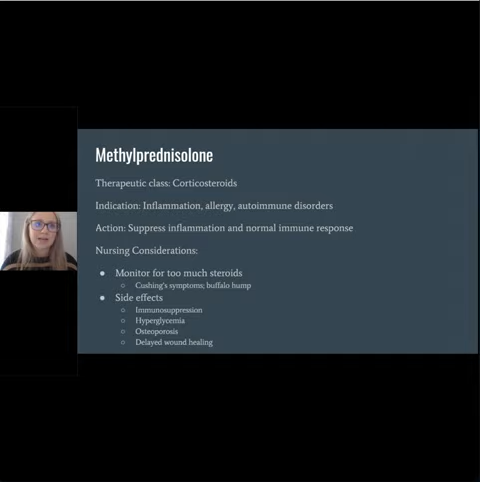 Methylprednisolone
Therapeutic class: Corticosteroids
Indication: Inflammation, allergy, autoimmune disorders
Action: Suppress inflammation and normal immune response
Nursing Considerations:
● Monitor for too much steroids
○ Cushing's symptoms; buffalo hump
● Side effects
○ Immunosuppression
○ Hyperglycemia
○ Osteoporosis
○ Delayed wound healing